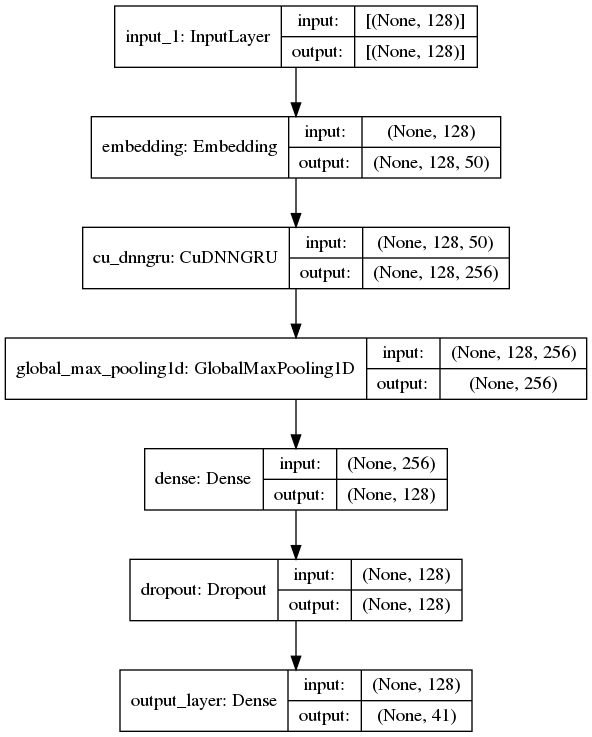 input_1: InputLayer
input: [(None, 128)]
output: [(None, 128)]
embedding: Embedding
input: (None, 128)
output: (None, 128, 50)
cu_dnngru: CuDNNGRU
input: (None, 128, 50)
output: (None, 128, 256)
global_max_pooling1d: GlobalMaxPooling1D
input: (None, 128, 256)
output: (None, 256)
dense: Dense
input: (None, 256)
output: (None, 128)
dropout: Dropout
input: (None, 128)
output: (None, 128)
output_layer: Dense
input: (None, 128)
output: (None, 41)